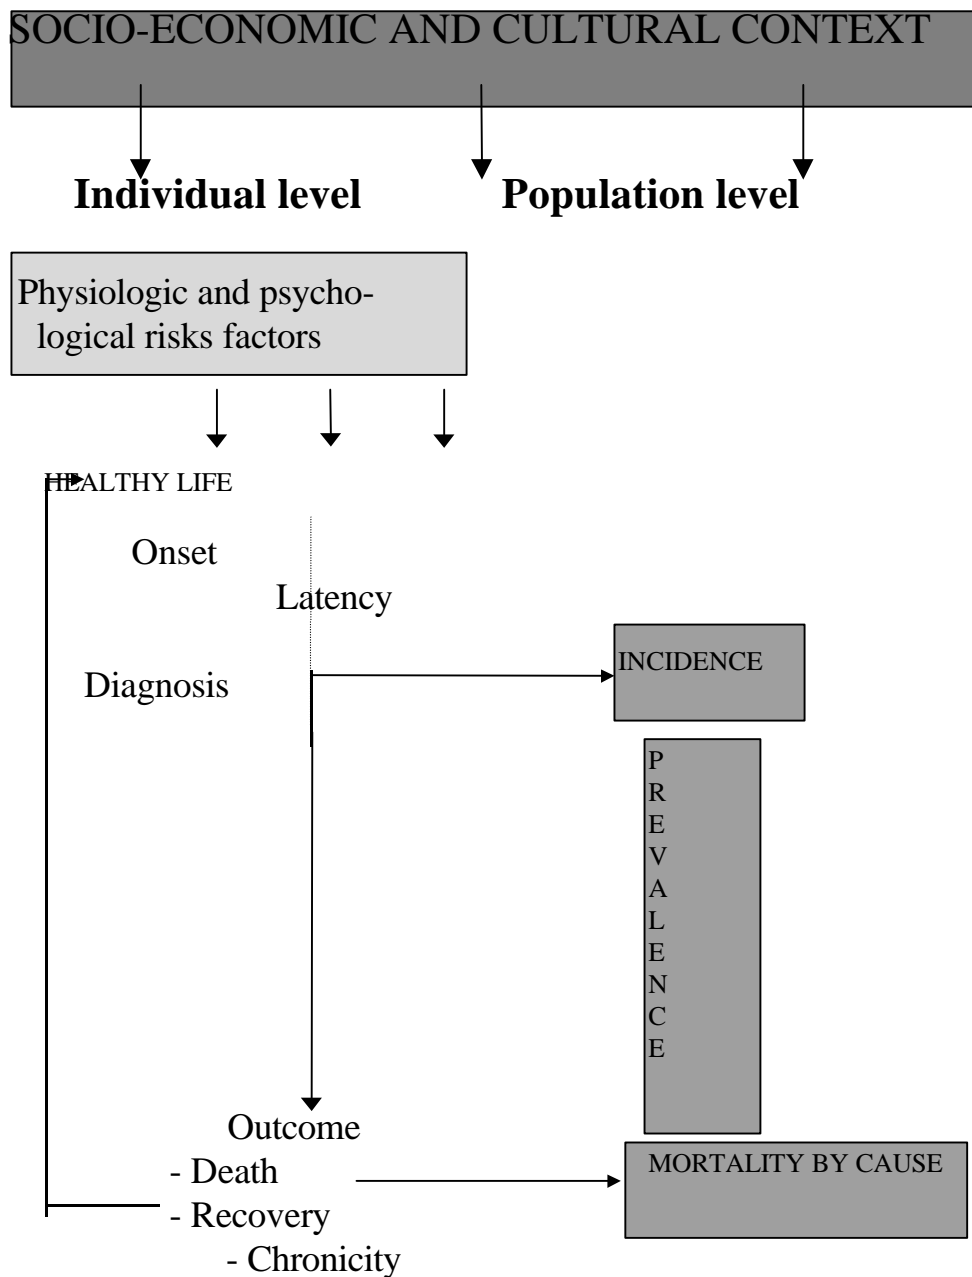 SOCIO-ECONOMIC AND CULTURAL CONTEXT
Individual level
Population level
Physiologic and psycho-
logical risks factors
HEALTHY LIFE
Onset
Latency
INCIDENCE
Diagnosis
P
R
E
V
A
L
E
N
C
E
Outcome
- Death
- Recovery
- Chronicity
MORTALITY BY CAUSE